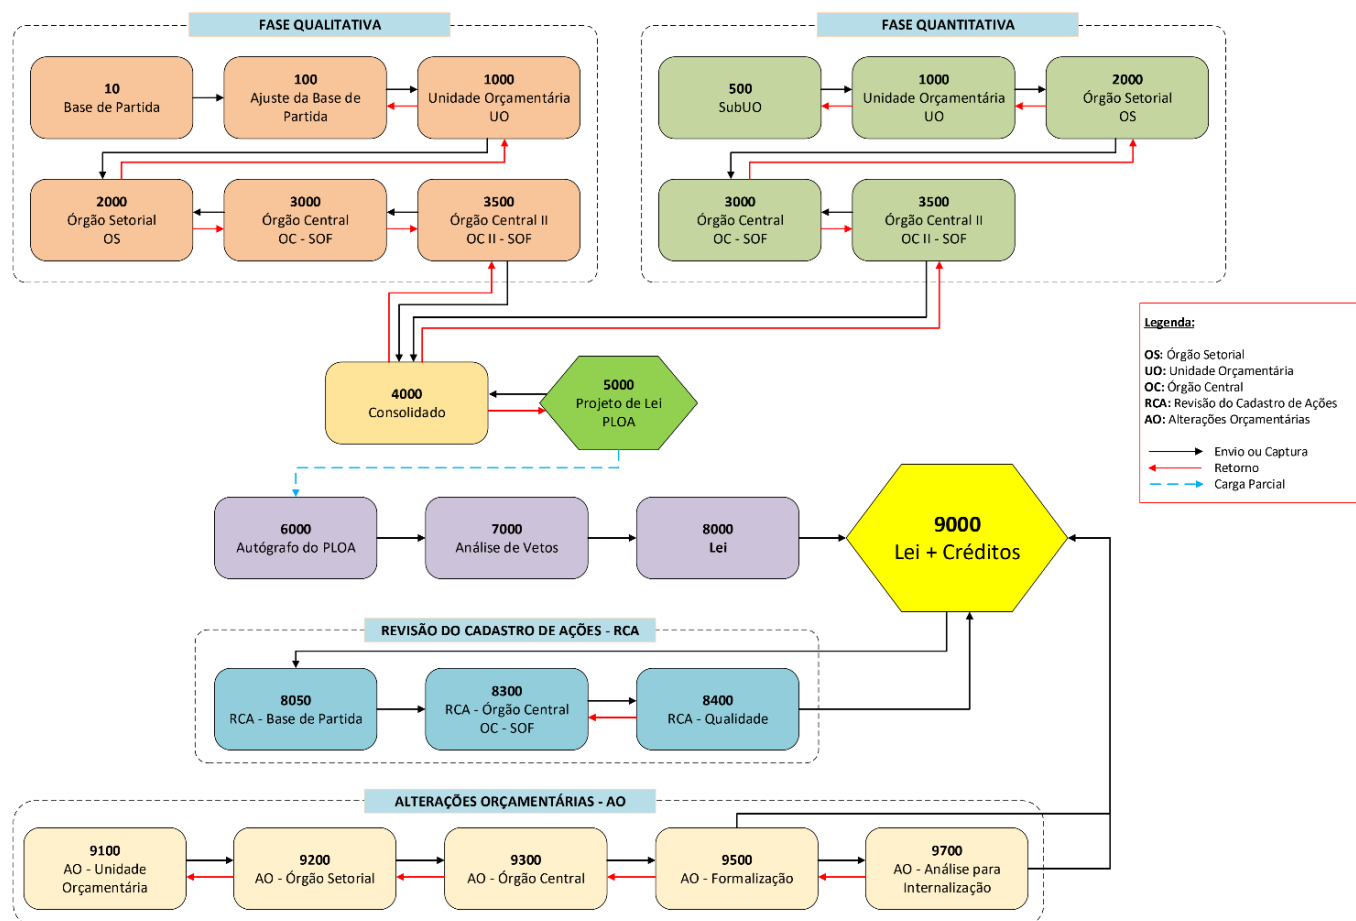 FASE QUALITATIVA
10
Base de Partida
100
Ajuste da Base de
Partida
1000
Unidade Orçamentária
UO
2000
Órgão Setorial
OS
3000
Órgão Central
OC - SOF
3500
Órgão Central II
OC II - SOF
FASE QUANTITATIVA
500
SubUO
1000
Unidade Orçamentária
UO
2000
Órgão Setorial
OS
3000
Órgão Central
OC - SOF
3500
Órgão Central II
OC II - SOF
4000
Consolidado
5000
Projeto de Lei
PLOA
Legenda:
OS: Órgão Setorial
UO: Unidade Orçamentária
OC: Órgão Central
RCA: Revisão do Cadastro de Ações
AO: Alterações Orçamentárias
Envio ou Captura
Retorno
Carga Parcial
6000
Autógrafo do PLOA
7000
Análise de Vetos
8000
Lei
9000
Lei + Créditos
REVISÃO DO CADASTRO DE AÇÕES - RCA
8050
RCA - Base de Partida
8300
RCA - Órgão Central
OC - SOF
8400
RCA - Qualidade
ALTERAÇÕES ORÇAMENTÁRIAS - AO
9100
AO - Unidade
Orçamentária
9200
AO - Órgão Setorial
9300
AO - Órgão Central
9500
AO - Formalização
9700
AO - Análise para
Internalização